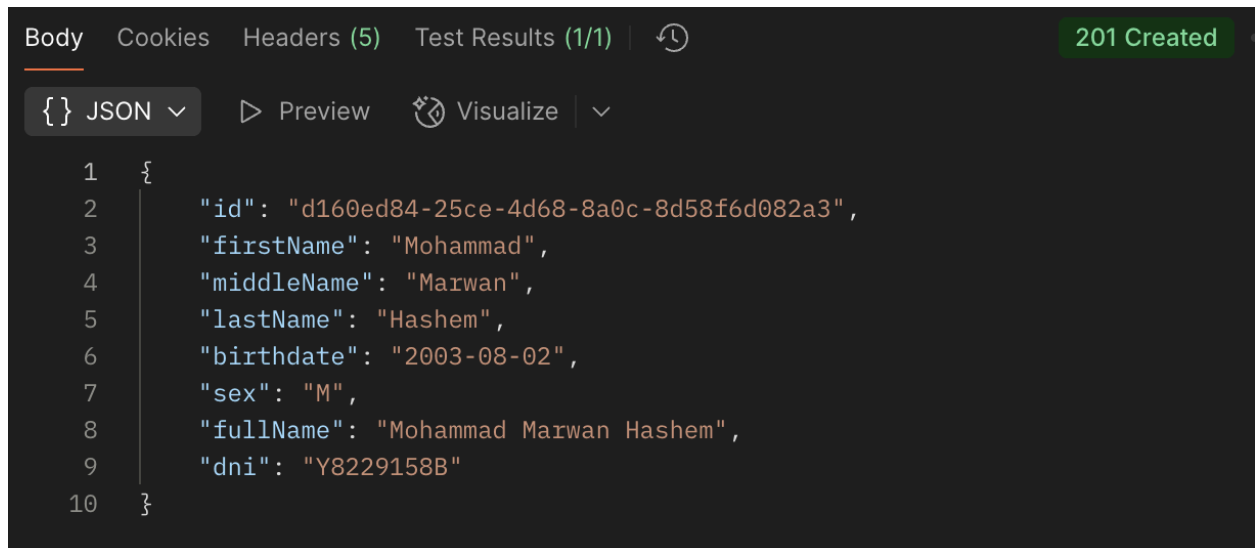 Body Cookies Headers (5) Test Results (1/1) 201 Created
{} JSON Preview Visualize
1 {
2 "id": "d160ed84-25ce-4d68-8a0c-8d58f6d082a3",
3 "firstName": "Mohammad",
4 "middleName": "Marwan",
5 "lastName": "Hashem",
6 "birthdate": "2003-08-02",
7 "sex": "M",
8 "fullName": "Mohammad Marwan Hashem",
9 "dni": "Y8229158B"
10 }